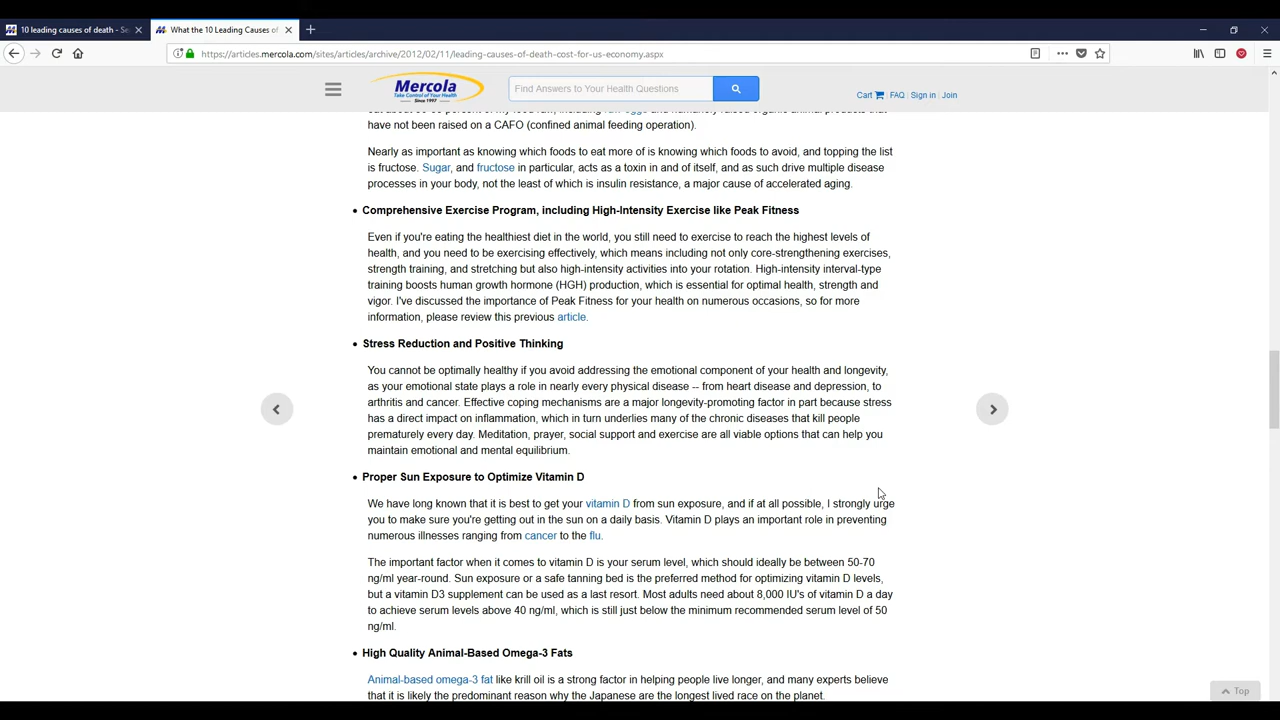 10 leading causes of death - Se
What the 10 Leading Causes of
https://articles.mercola.com/sites/articles/archive/2012/02/11/leading-causes-of-death-cost-for-us-economy.aspx
Mercola
Take Control of Your Health
Since 1997
Find Answers to Your Health Questions
Cart FAQ | Sign in | Join
and humanely raised organic animal products that
have not been raised on a CAFO (confined animal feeding operation).
Nearly as important as knowing which foods to eat more of is knowing which foods to avoid, and topping the list
is fructose. Sugar, and fructose in particular, acts as a toxin in and of itself, and as such drive multiple disease
processes in your body, not the least of which is insulin resistance, a major cause of accelerated aging.
• Comprehensive Exercise Program, including High-Intensity Exercise like Peak Fitness
Even if you're eating the healthiest diet in the world, you still need to exercise to reach the highest levels of
health, and you need to be exercising effectively, which means including not only core-strengthening exercises,
strength training, and stretching but also high-intensity activities into your rotation. High-intensity interval-type
training boosts human growth hormone (HGH) production, which is essential for optimal health, strength and
vigor. I've discussed the importance of Peak Fitness for your health on numerous occasions, so for more
information, please review this previous article.
• Stress Reduction and Positive Thinking
You cannot be optimally healthy if you avoid addressing the emotional component of your health and longevity,
as your emotional state plays a role in nearly every physical disease -- from heart disease and depression, to
arthritis and cancer. Effective coping mechanisms are a major longevity-promoting factor in part because stress
has a direct impact on inflammation, which in turn underlies many of the chronic diseases that kill people
prematurely every day. Meditation, prayer, social support and exercise are all viable options that can help you
maintain emotional and mental equilibrium.
• Proper Sun Exposure to Optimize Vitamin D
We have long known that it is best to get your vitamin D from sun exposure, and if at all possible, I strongly urge
you to make sure you're getting out in the sun on a daily basis. Vitamin D plays an important role in preventing
numerous illnesses ranging from cancer to the flu.
The important factor when it comes to vitamin D is your serum level, which should ideally be between 50-70
ng/ml year-round. Sun exposure or a safe tanning bed is the preferred method for optimizing vitamin D levels,
but a vitamin D3 supplement can be used as a last resort. Most adults need about 8,000 IU's of vitamin D a day
to achieve serum levels above 40 ng/ml, which is still just below the minimum recommended serum level of 50
ng/ml.
• High Quality Animal-Based Omega-3 Fats
Animal-based omega-3 fat like krill oil is a strong factor in helping people live longer, and many experts believe
that it is likely the predominant reason why the Japanese are the longest lived race on the planet.
Top